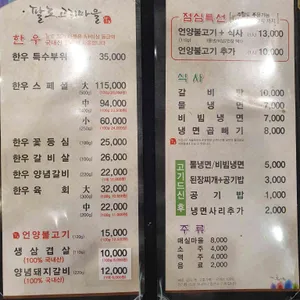 팔도고기마을
한우
한우 특수부위 35,000
한우 스페셜 大 115,000
中 94,000
小 60,000
한우 꽃등심 25,000
한우 갈비살 26,000
한우 양념갈비 22,000
한우 육회 大 32,000
中 22,000
언양불고기 15,000
생삼겹살 10,000
(100% 국내산)
양념돼지갈비 12,000
(100% 국내산)
점심특선
언양불고기 + 식사 13,000
언양불고기 추가 10,000
식사
갈비탕 10,000
물냉면 7,000
비빔냉면 7,000
냉면곱빼기 8,000
고기드신후
물냉면/비빔냉면 5,000
된장찌개+공기밥 3,000
공기밥 1,000
냉면사리추가 2,000
주류
매실마을 8,000
소주 4,000
맥주 4,000
음료 2,000